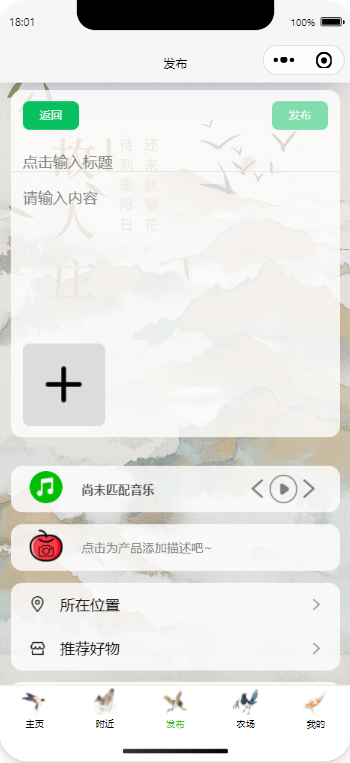 18:01
100%
发布
返回
发布
点击输入标题
请输入内容
故人庄
待到重阳日，
还来就菊花。
尚未匹配音乐
点击为产品添加描述吧~
所在位置
推荐好物
主页
附近
发布
农场
我的